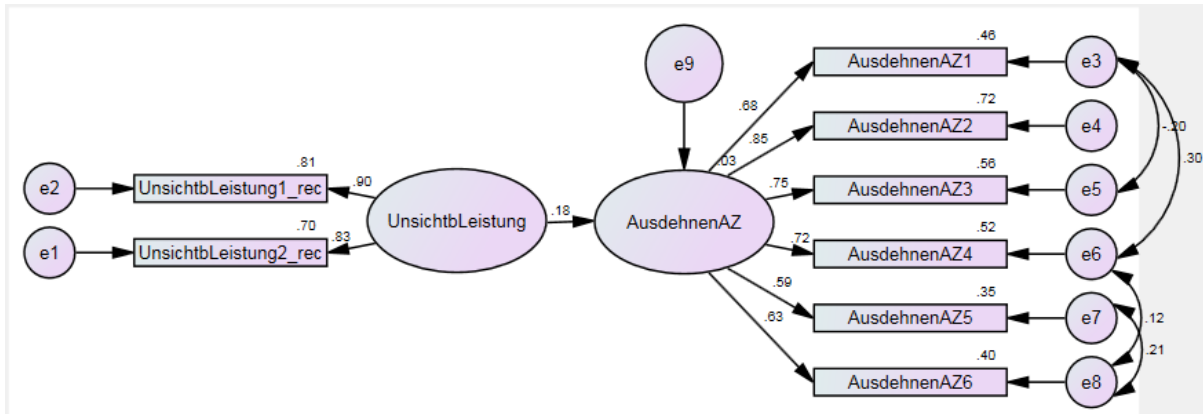 .46
e9
AusdehnenAZ1
e3
.68
.72
.85
AusdehnenAZ2
e4
-.20
.03
.56
.30
.81
e2
UnsichtbLeistung1_rec
.90
.75
AusdehnenAZ3
e5
UnsichtbLeistung
.18
AusdehnenAZ
.70
.83
.72
.52
e1
UnsichtbLeistung2_rec
AusdehnenAZ4
e6
.59
.35
.63
AusdehnenAZ5
e7
.12
.21
.40
AusdehnenAZ6
e8